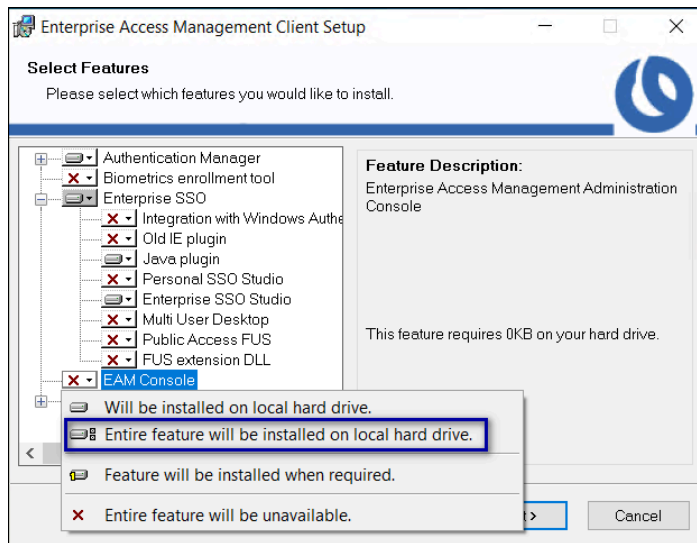 Enterprise Access Management Client Setup
Select Features
Please select which features you would like to install.
Authentication Manager
Biometrics enrollment tool
Enterprise SSO
Integration with Windows Authe
Old IE plugin
Java plugin
Personal SSO Studio
Enterprise SSO Studio
Multi User Desktop
Public Access FUS
FUS extension DLL
EAM Console
Feature Description:
Enterprise Access Management Administration
Console
This feature requires 0KB on your hard drive.
Will be installed on local hard drive.
Entire feature will be installed on local hard drive.
Feature will be installed when required.
Entire feature will be unavailable.
Cancel